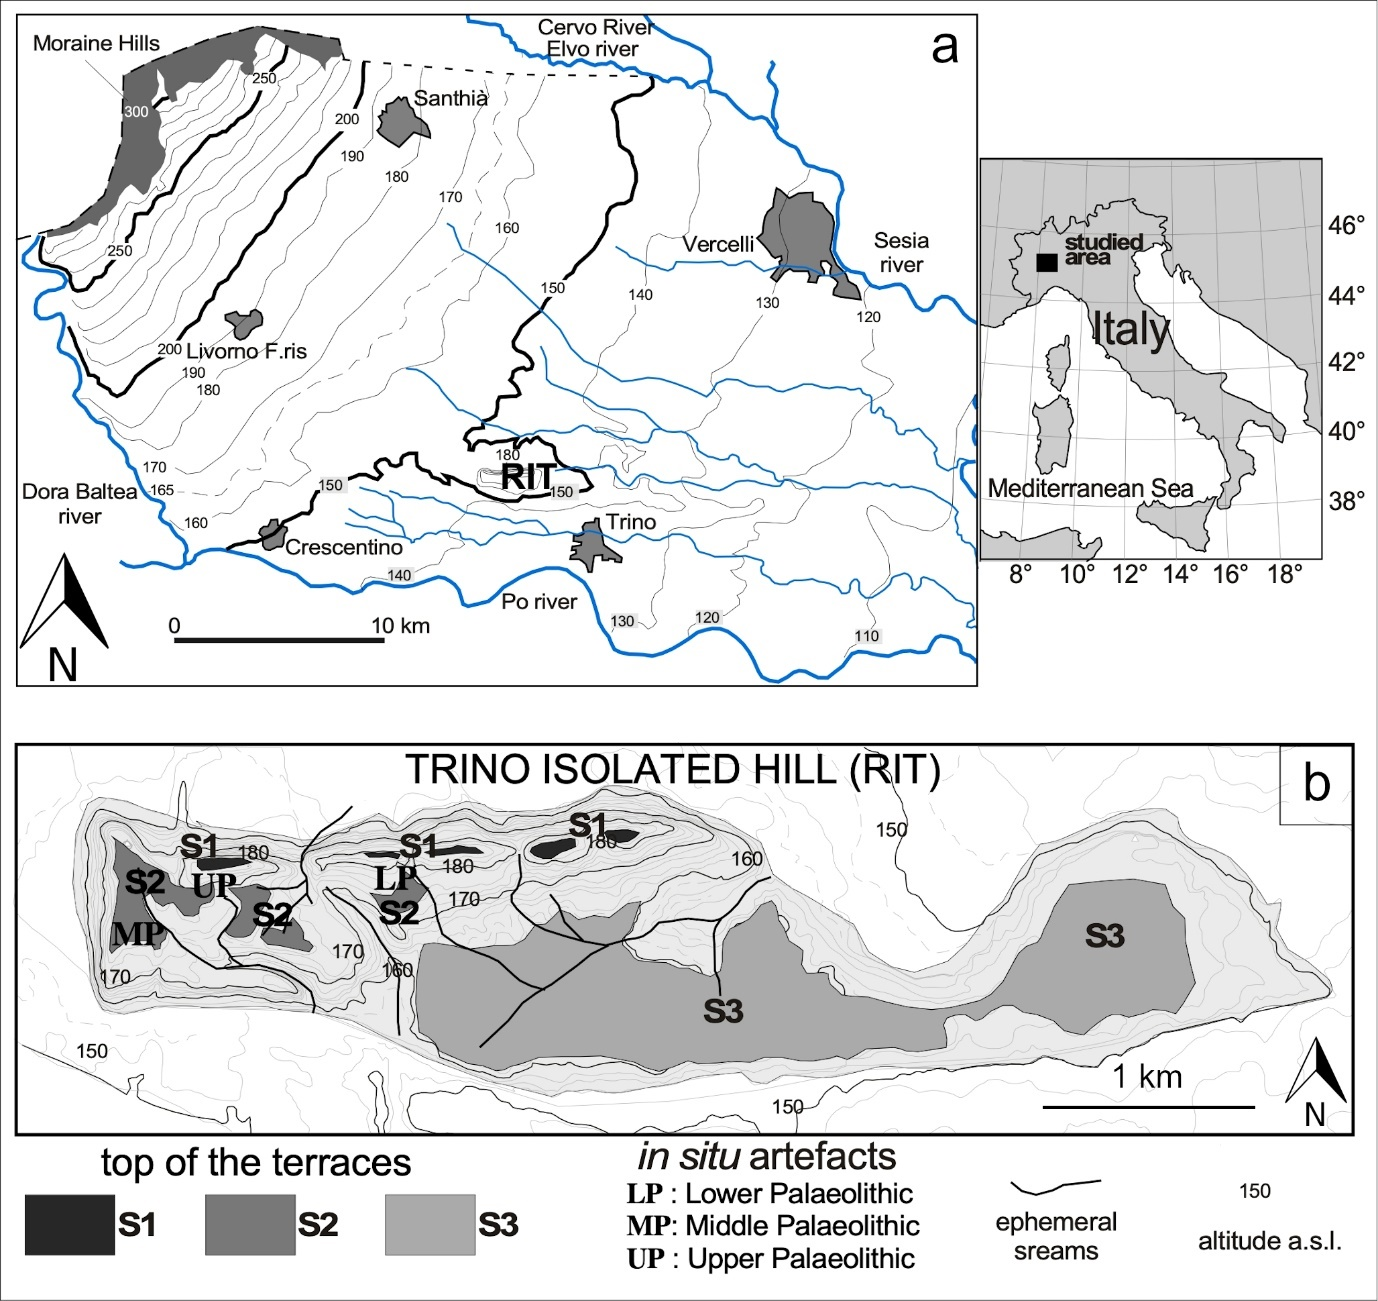 Cervo River
Elvo river
a
Moraine Hills
250
Santhià
300
200
190
180
170
160
Vercelli
Sesia
river
250
150
140
130
120
200
Livorno F.ris
190
180
180
RIT
150
170
165
Dora Baltea
river
160
150
Crescentino
Trino
140
Po river
130
120
110
0
10 km
N
studied
area
Italy
Mediterranean Sea
46°
44°
42°
40°
38°
8°
10°
12°
14°
16°
18°
TRINO ISOLATED HILL (RIT)
b
S1
180
S1
180
S1
180
150
160
S2
UP
LP
170
S2
S2
MP
170
170
160
S3
S3
150
150
1 km
N
top of the terraces
S1
S2
S3
in situ artefacts
LP : Lower Palaeolithic
MP: Middle Palaeolithic
UP : Upper Palaeolithic
ephemeral
sreams
150
altitude a.s.l.